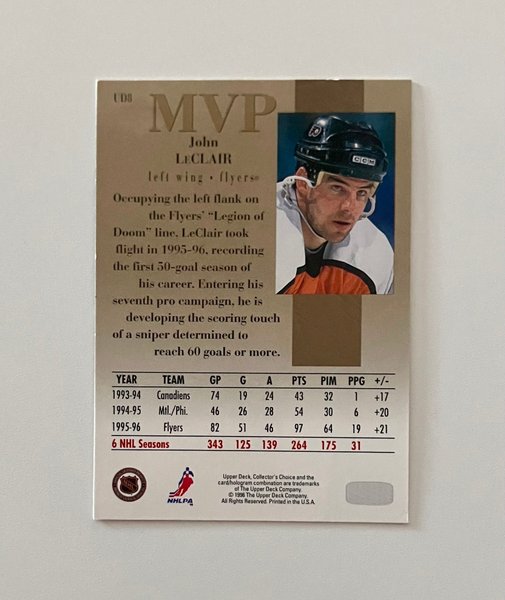 UD8
MVP
John
LECLAIR
left wing • flyers®
Occupying the left flank on
the Flyers' "Legion of
Doom" line, LeClair took
flight in 1995-96, recording
the first 50-goal season of
his career. Entering his
seventh pro campaign, he is
developing the scoring touch
of a sniper determined to
reach 60 goals or more.
CCM
YEAR TEAM GP G A PTS PIM PPG +/-
1993-94 Canadiens 74 19 24 43 32 1 +17
1994-95 Mtl./Phi. 46 26 28 54 30 6 +20
1995-96 Flyers 82 51 46 97 64 19 +21
6 NHL Seasons 343 125 139 264 175 31
NHLPA
Upper Deck, Collector's Choice and the
card/hologram combination are trademarks
of The Upper Deck Company.
© 1996 The Upper Deck Company.
All Rights Reserved. Printed in the U.S.A.